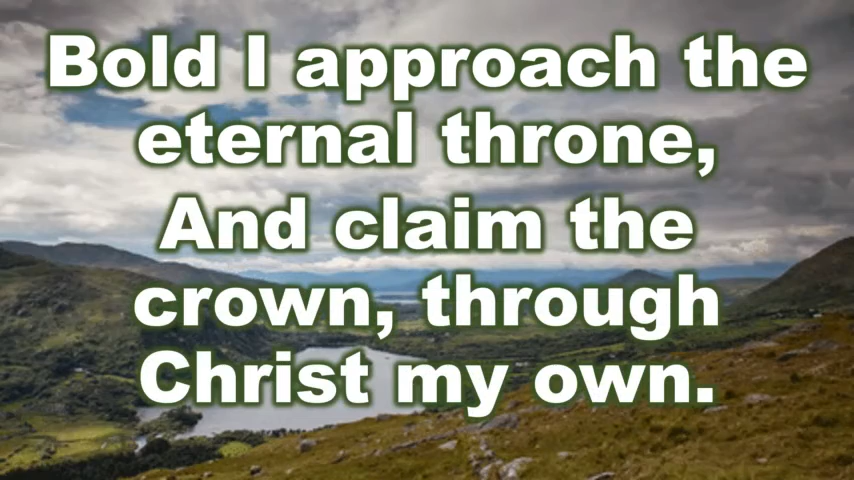 Bold I approach the
eternal throne,
And claim the
crown, through
Christ my own.